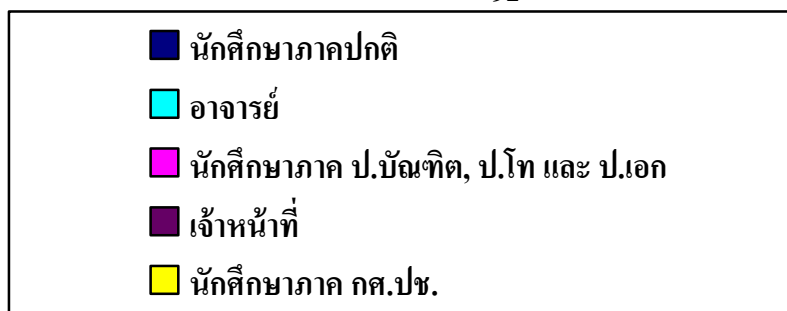 นักศึกษาภาคปกติ
อาจารย์
นักศึกษาภาค ป.บัณฑิต, ป.โท และ ป.เอก
เจ้าหน้าที่
นักศึกษาภาค กศ.ปช.